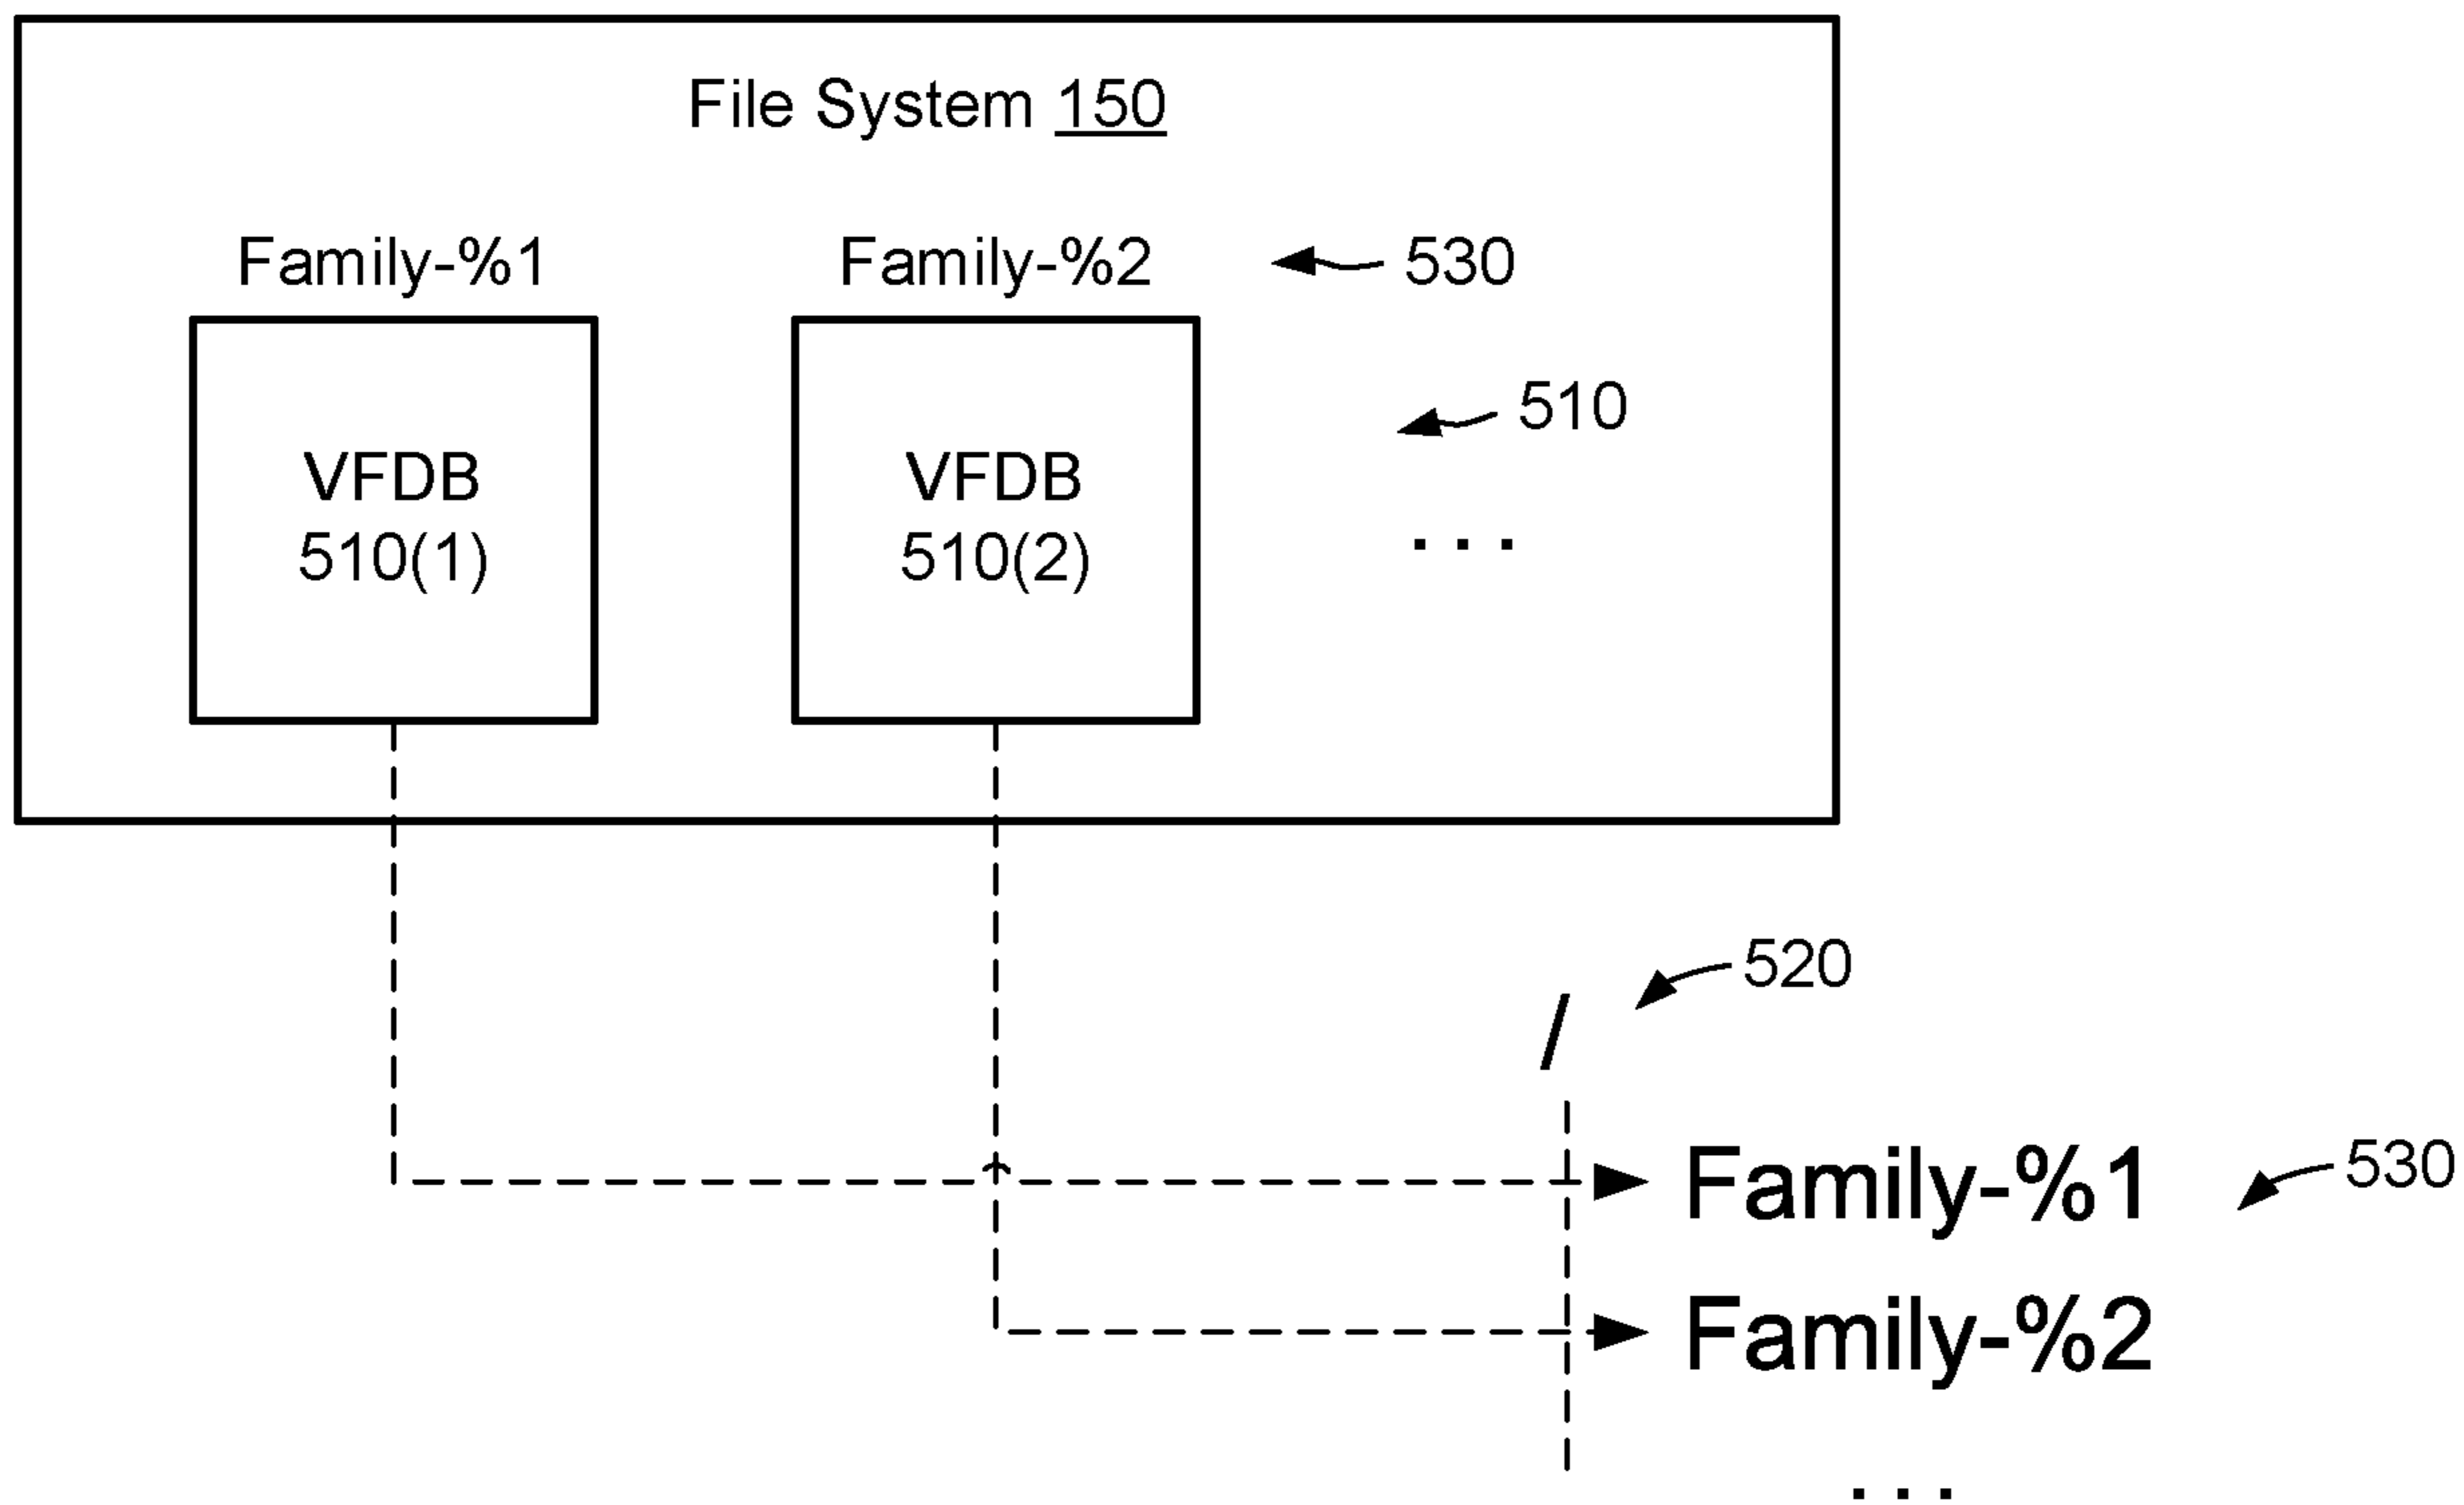 File System 150
Family-%1
Family-%2
530
510
VFDB
510(1)
VFDB
510(2)
. . .
520
/
Family-%1
530
Family-%2
. . .